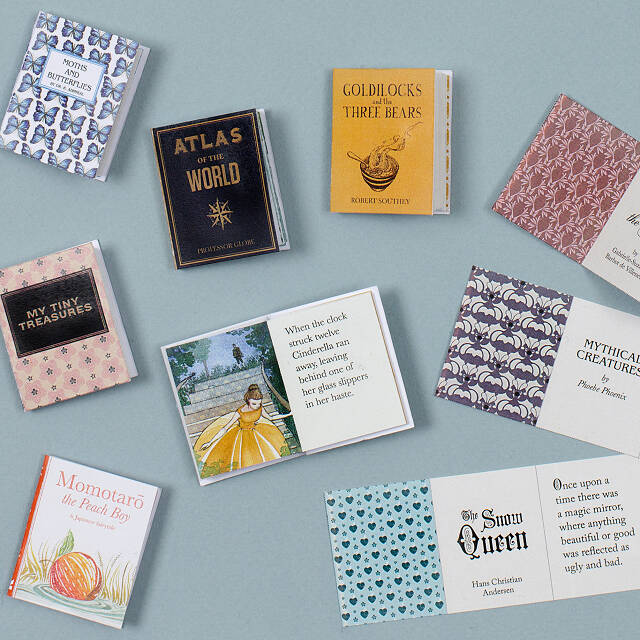 MOTHS
AND
BUTTERFLIES
ATLAS
OF THE
WORLD
PROFESSOR GLOBE
GOLDILOCKS
and the
THREE BEARS
ROBERT SOUTHEY
the
by
MY TINY
TREASURES
When the clock
struck twelve
Cinderella ran
away, leaving
behind one of
her glass slippers
in her haste.
MYTHICAL
CREATURES
by
Phoebe Phoenix
Momotarō
the Peach Boy
A Japanese fairytale
The Snow
Queen
Hans Christian
Andersen
Once upon a
time there was
a magic mirror,
where anything
beautiful or good
was reflected as
ugly and bad.